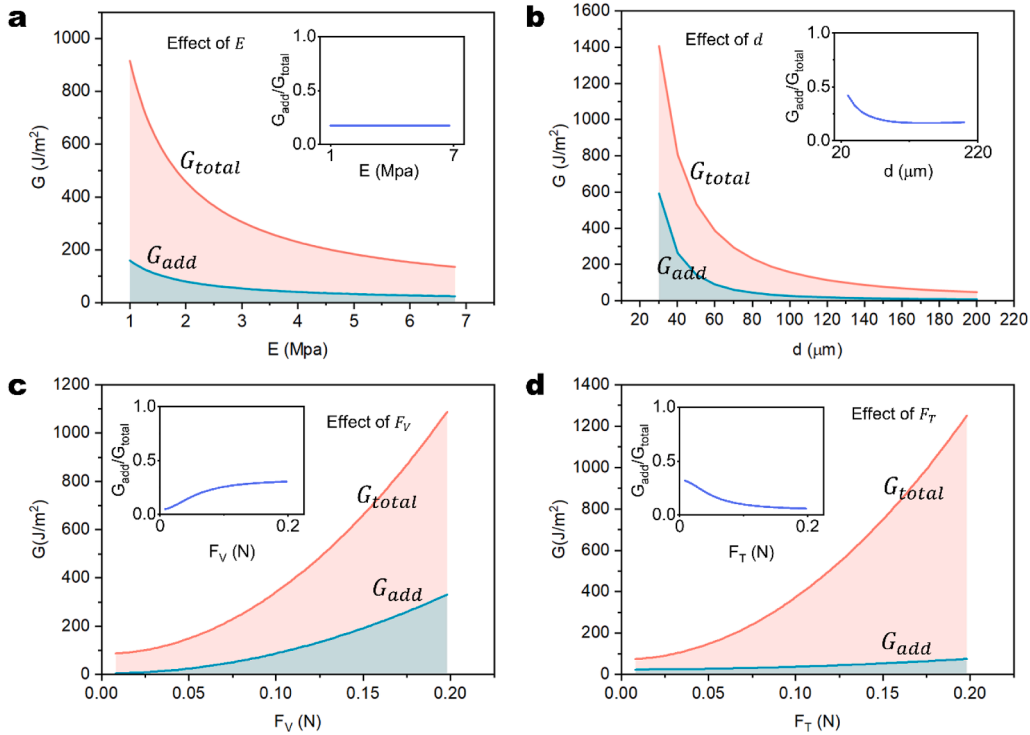 a
Effect of E
G (J/m²)
1100
1000
900
800
700
600
500
400
300
200
100
0
1 2 3 4 5 6 7
E (Mpa)
G_total
G_add
G_add/G_total
1.0
0.5
0.0
1 7
E (Mpa)
b
Effect of d
G (J/m²)
1600
1400
1200
1000
800
600
400
200
0
20 40 60 80 100 120 140 160 180 200 220
d (μm)
G_total
G_add
G_add/G_total
1.0
0.5
0.0
20 220
d (μm)
c
Effect of F_V
G(J/m²)
1200
1000
800
600
400
200
0
0.00 0.05 0.10 0.15 0.20
F_V (N)
G_total
G_add
G_add/G_total
1.0
0.5
0.0
0 0.2
F_V (N)
d
Effect of F_T
G(J/m²)
1400
1200
1000
800
600
400
200
0
0.00 0.05 0.10 0.15 0.20
F_T (N)
G_total
G_add
G_add/G_total
1.0
0.5
0.0
0 0.2
F_T (N)